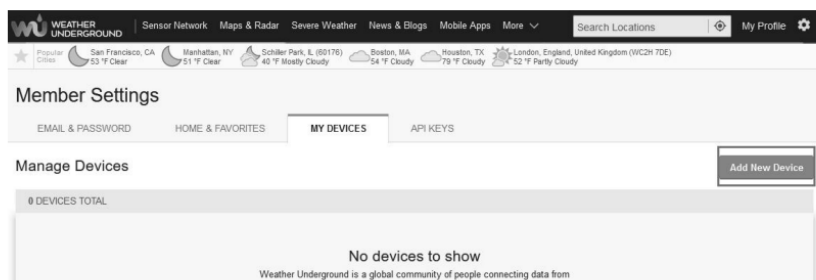 WEATHER UNDERGROUND Sensor Network Maps & Radar Severe Weather News & Blogs Mobile Apps More Search Locations My Profile
Popular Cities San Francisco, CA 53 °F Clear Manhattan, NY 51 °F Clear Schiller Park, IL (60176) 40 °F Mostly Cloudy Boston, MA 54 °F Cloudy Houston, TX 79 °F Cloudy London, England, United Kingdom (WC2H 7DE) 52 °F Partly Cloudy
Member Settings
EMAIL & PASSWORD HOME & FAVORITES MY DEVICES API KEYS
Manage Devices Add New Device
0 DEVICES TOTAL
No devices to show
Weather Underground is a global community of people connecting data from